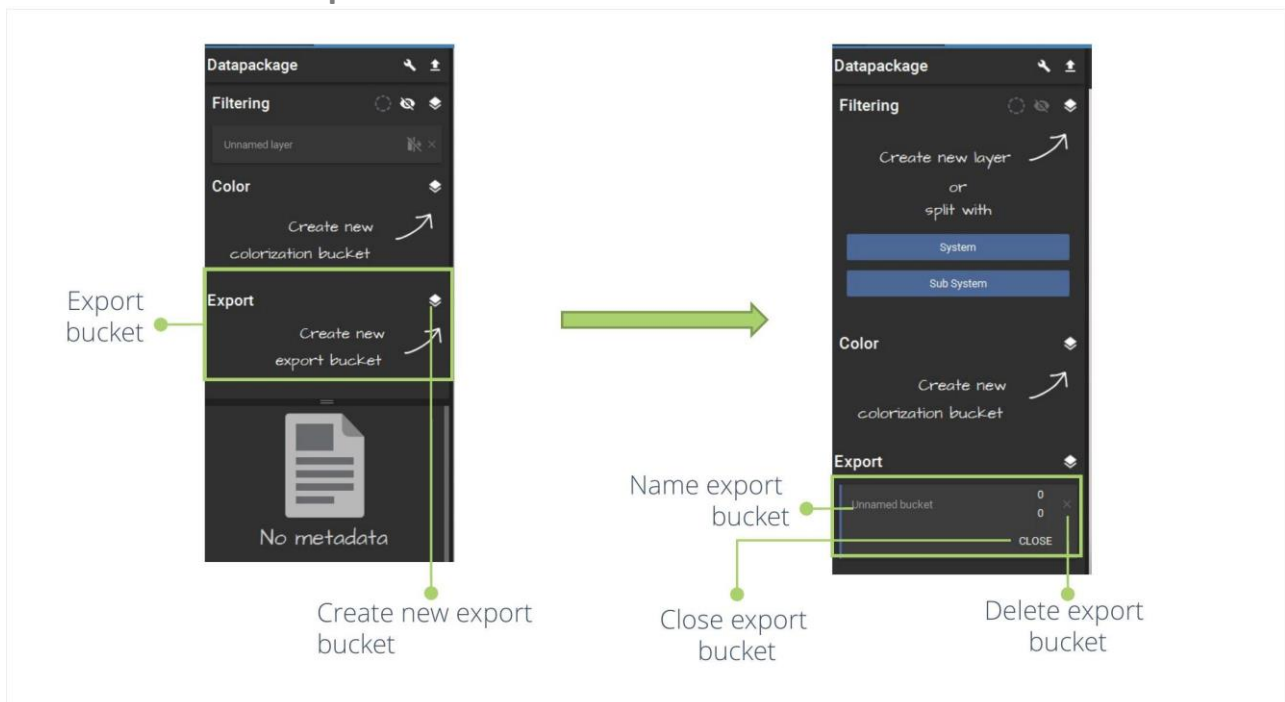 Datapackage
Filtering
Unnamed layer
Color
Create new
colorization bucket
Export
Create new
export bucket
No metadata
Export
bucket
Create new export
bucket
Datapackage
Filtering
Create new layer
or
split with
System
Sub System
Color
Create new
colorization bucket
Export
Unnamed bucket
0
0
CLOSE
Name export
bucket
Close export
bucket
Delete export
bucket